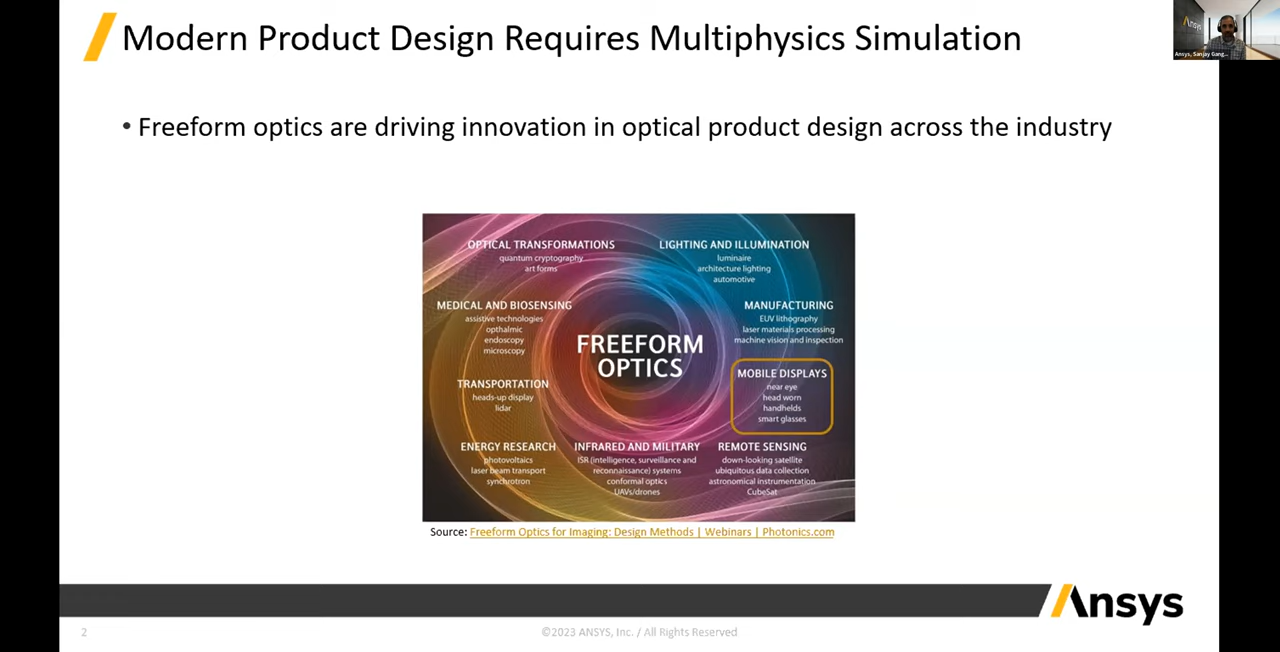 Modern Product Design Requires Multiphysics Simulation
Ansys
Ansys, Sanjay Gang...
• Freeform optics are driving innovation in optical product design across the industry
OPTICAL TRANSFORMATIONS
quantum cryptography
art forms
LIGHTING AND ILLUMINATION
luminaire
architecture lighting
automotive
MEDICAL AND BIOSENSING
assistive technologies
opthalmic
endoscopy
microscopy
MANUFACTURING
EUV lithography
laser materials processing
machine vision and inspection
FREEFORM
OPTICS
TRANSPORTATION
heads-up display
lidar
MOBILE DISPLAYS
near eye
head worn
handhelds
smart glasses
ENERGY RESEARCH
photovoltaics
laser beam transport
synchrotron
INFRARED AND MILITARY
ISR (intelligence, surveillance and
reconnaissance) systems
conformal optics
UAVs/drones
REMOTE SENSING
down-looking satellite
ubiquitous data collection
astronomical instrumentation
CubeSat
Source: Freeform Optics for Imaging: Design Methods | Webinars | Photonics.com
Ansys
2
©2023 ANSYS, Inc. / All Rights Reserved